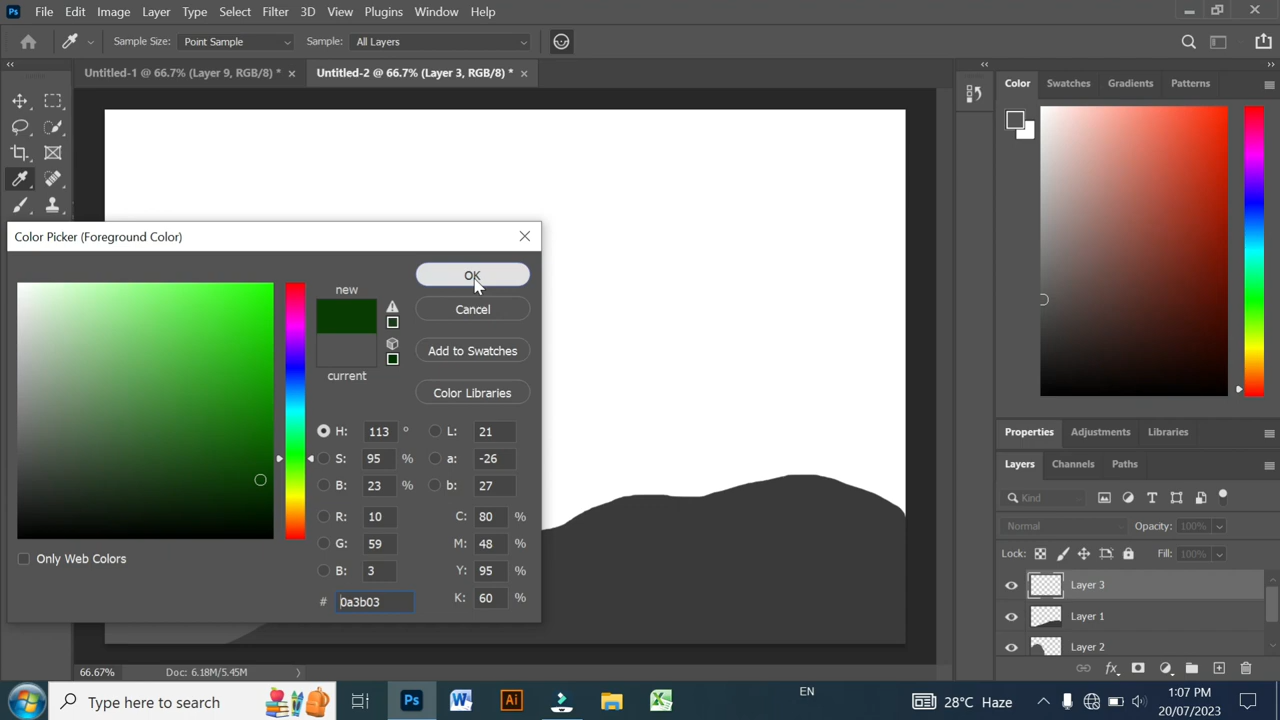 Ps File Edit Image Layer Type Select Filter 3D View Plugins Window Help
Sample Size: Point Sample Sample: All Layers
Untitled-1 @ 66.7% (Layer 9, RGB/8) * × Untitled-2 @ 66.7% (Layer 3, RGB/8) * ×
Color Swatches Gradients Patterns
Color Picker (Foreground Color)
OK
new
Cancel
Add to Swatches
current
Color Libraries
H: 113 ° L: 21
S: 95 % a: -26
B: 23 % b: 27
R: 10 C: 80 %
G: 59 M: 48 %
B: 3 Y: 95 %
# 0a3b03 K: 60 %
Only Web Colors
Properties Adjustments Libraries
Layers Channels Paths
Kind
Normal Opacity: 100%
Lock: Fill: 100%
Layer 3
Layer 1
Layer 2
fx
66.67% Doc: 6.18M/5.45M
Type here to search
Ps W Ai X
EN
28°C Haze
1:07 PM
20/07/2023